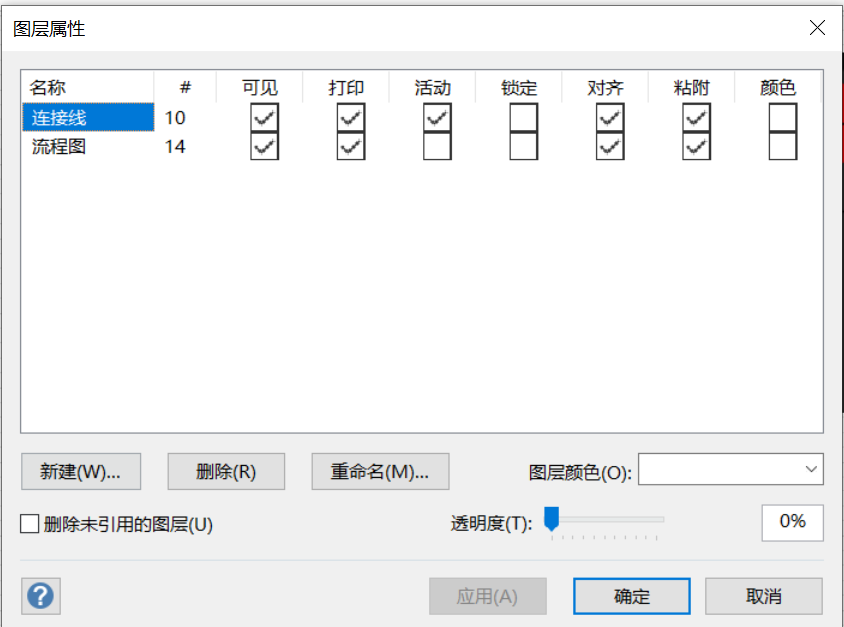 图层属性
名称 # 可见 打印 活动 锁定 对齐 粘附 颜色
连接线 10
流程图 14
新建(W)... 删除(R) 重命名(M)... 图层颜色(O):
删除未引用的图层(U) 透明度(T): 0%
? 应用(A) 确定 取消